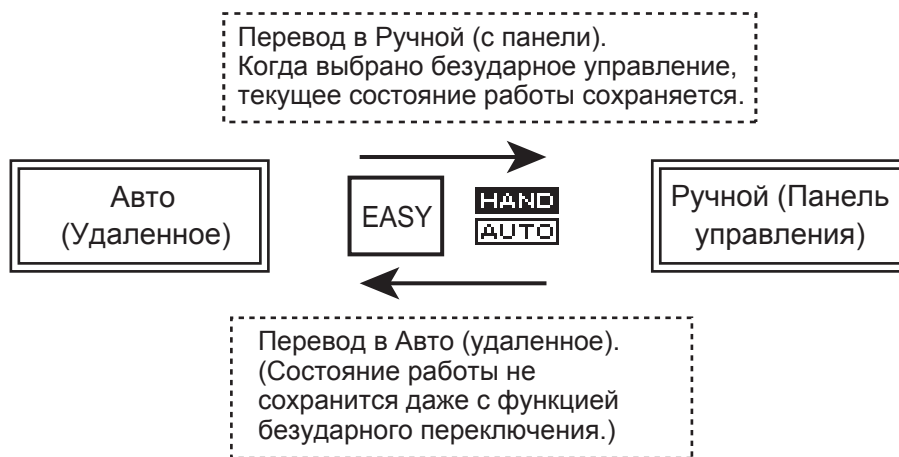 Перевод в Ручной (с панели).
Когда выбрано безударное управление,
текущее состояние работы сохраняется.
Авто
(Удаленное)
EASY
HAND
AUTO
Ручной (Панель
управления)
Перевод в Авто (удаленное).
(Состояние работы не
сохранится даже с функцией
безударного переключения.)